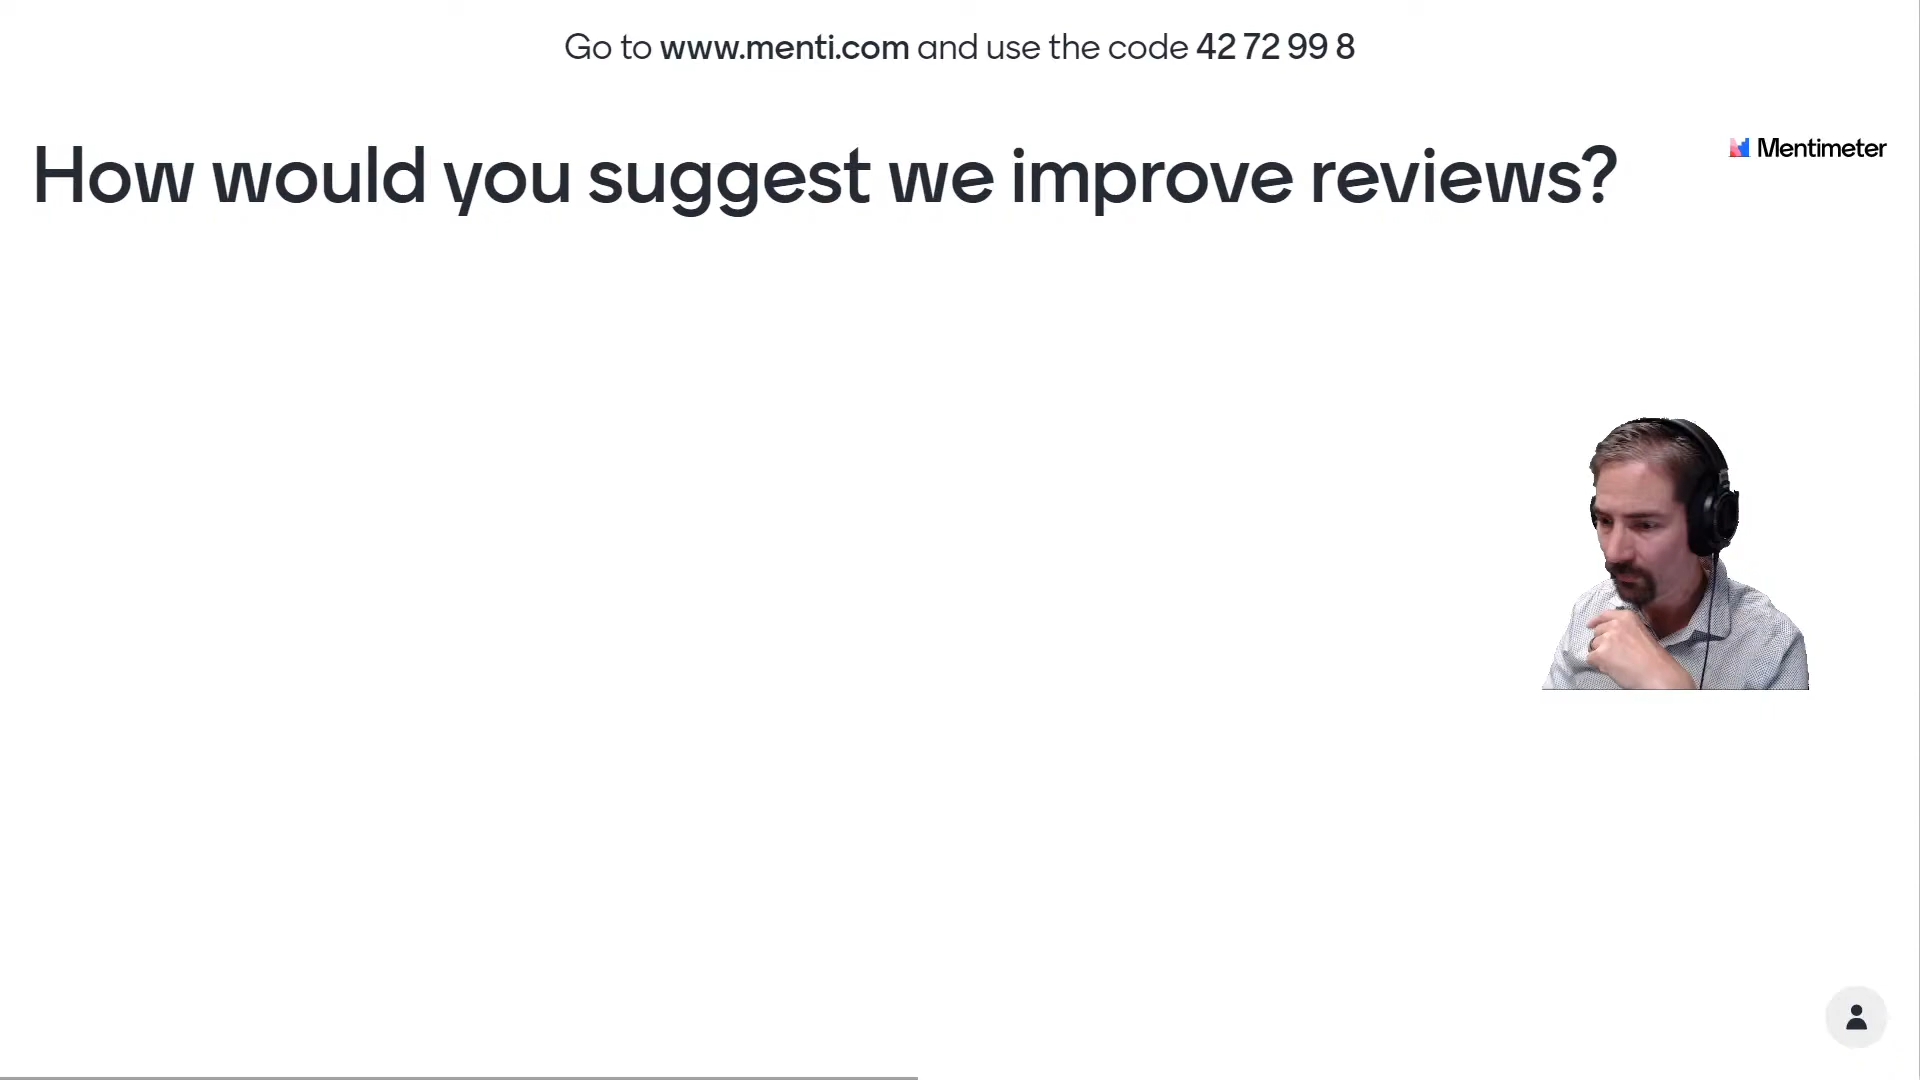 Go to www.menti.com and use the code 42 72 99 8
How would you suggest we improve reviews?
Mentimeter